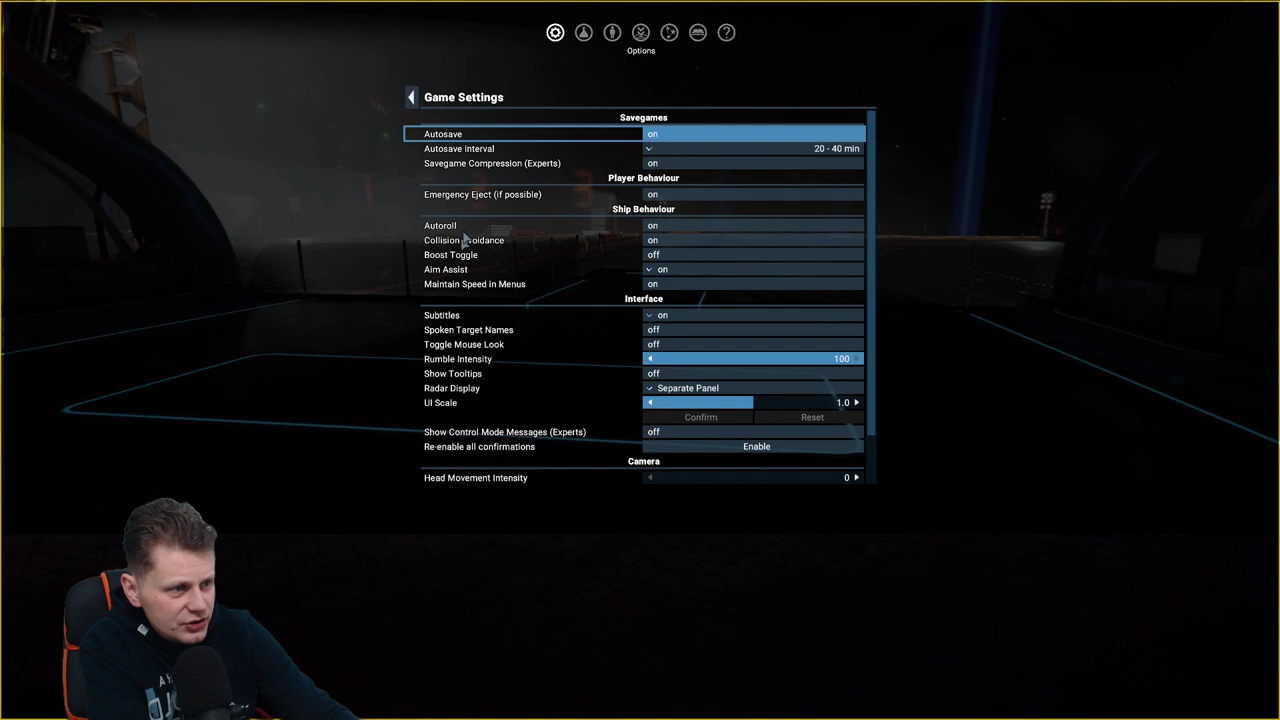 Options
Game Settings
Savegames
Autosave on
Autosave Interval 20 - 40 min
Savegame Compression (Experts) on
Player Behaviour
Emergency Eject (if possible) on
Ship Behaviour
Autoroll on
Collision Avoidance on
Boost Toggle off
Aim Assist on
Maintain Speed in Menus on
Interface
Subtitles on
Spoken Target Names off
Toggle Mouse Look off
Rumble Intensity 100
Show Tooltips off
Radar Display Separate Panel
UI Scale 1.0
Confirm Reset
Show Control Mode Messages (Experts) off
Re-enable all confirmations Enable
Camera
Head Movement Intensity 0